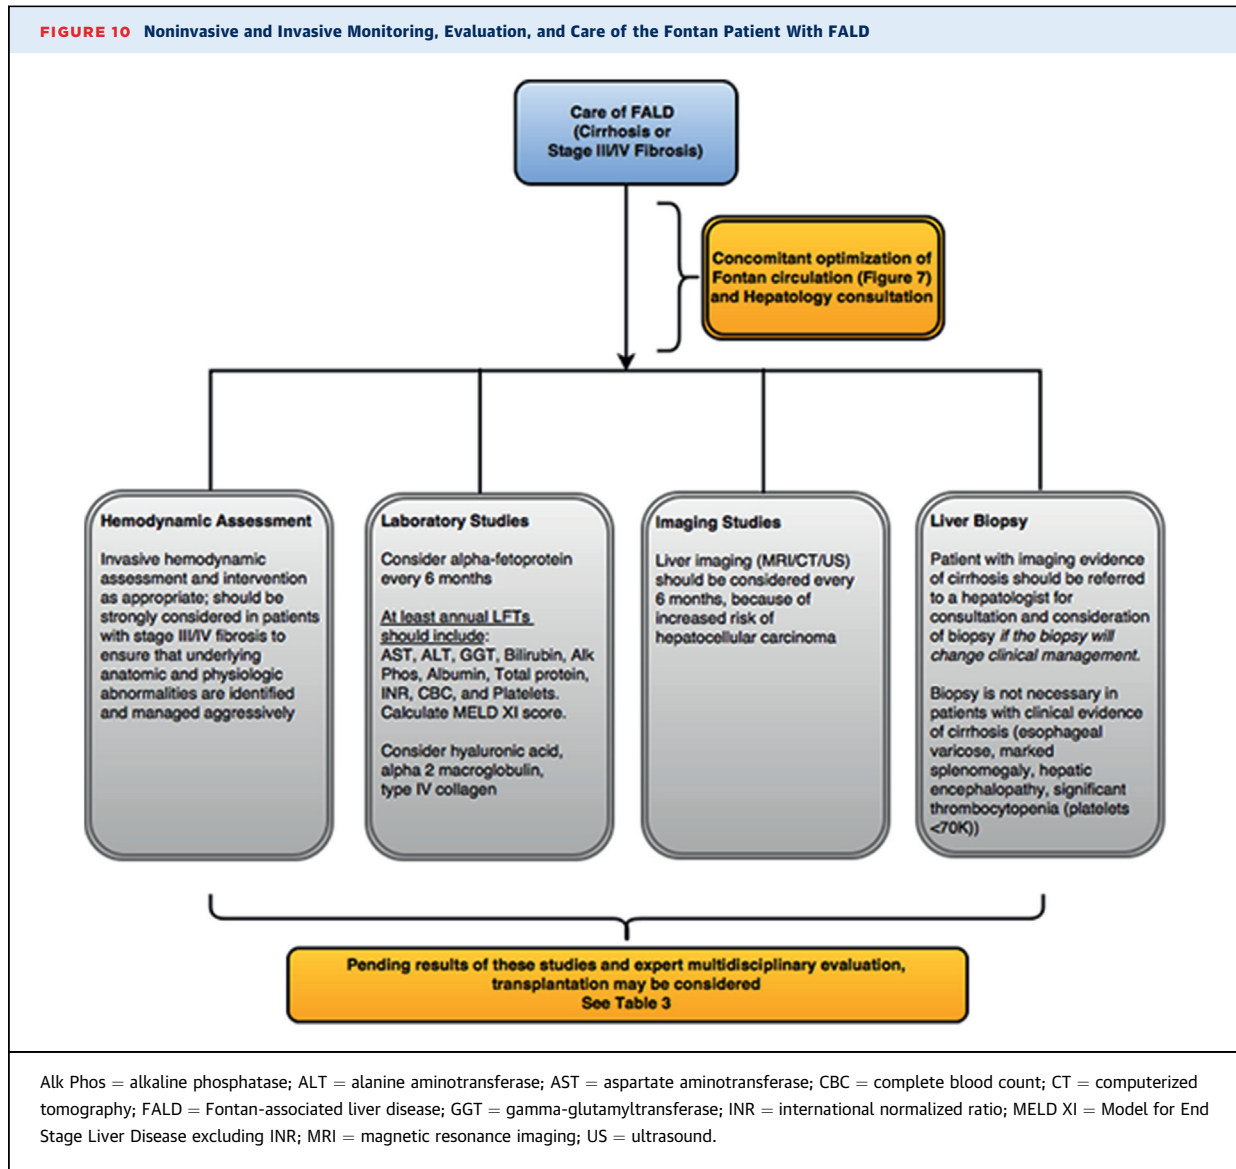 FIGURE 10 Noninvasive and Invasive Monitoring, Evaluation, and Care of the Fontan Patient With FALD
Care of FALD
(Cirrhosis or
Stage III/IV Fibrosis)
Concomitant optimization of
Fontan circulation (Figure 7)
and Hepatology consultation
Hemodynamic Assessment
Invasive hemodynamic
assessment and intervention
as appropriate; should be
strongly considered in patients
with stage III/IV fibrosis to
ensure that underlying
anatomic and physiologic
abnormalities are identified
and managed aggressively
Laboratory Studies
Consider alpha-fetoprotein
every 6 months
At least annual LFTs
should include:
AST, ALT, GGT, Bilirubin, Alk
Phos, Albumin, Total protein,
INR, CBC, and Platelets.
Calculate MELD XI score.
Consider hyaluronic acid,
alpha 2 macroglobulin,
type IV collagen
Imaging Studies
Liver imaging (MRI/CT/US)
should be considered every
6 months, because of
increased risk of
hepatocellular carcinoma
Liver Biopsy
Patient with imaging evidence
of cirrhosis should be referred
to a hepatologist for
consultation and consideration
of biopsy if the biopsy will
change clinical management.
Biopsy is not necessary in
patients with clinical evidence
of cirrhosis (esophageal
varicose, marked
splenomegaly, hepatic
encephalopathy, significant
thrombocytopenia (platelets
<70K))
Pending results of these studies and expert multidisciplinary evaluation,
transplantation may be considered
See Table 3
Alk Phos = alkaline phosphatase; ALT = alanine aminotransferase; AST = aspartate aminotransferase; CBC = complete blood count; CT = computerized
tomography; FALD = Fontan-associated liver disease; GGT = gamma-glutamyltransferase; INR = international normalized ratio; MELD XI = Model for End
Stage Liver Disease excluding INR; MRI = magnetic resonance imaging; US = ultrasound.